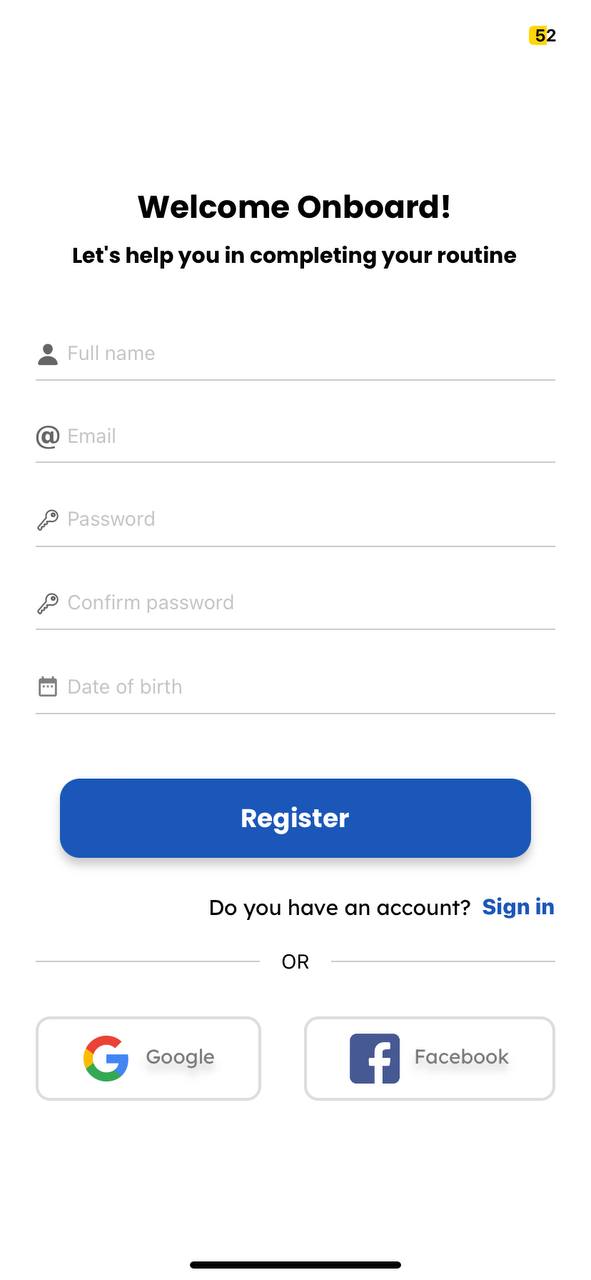 52
Welcome Onboard!
Let's help you in completing your routine
Full name
@ Email
Password
Confirm password
Date of birth
Register
Do you have an account? Sign in
OR
Google
Facebook